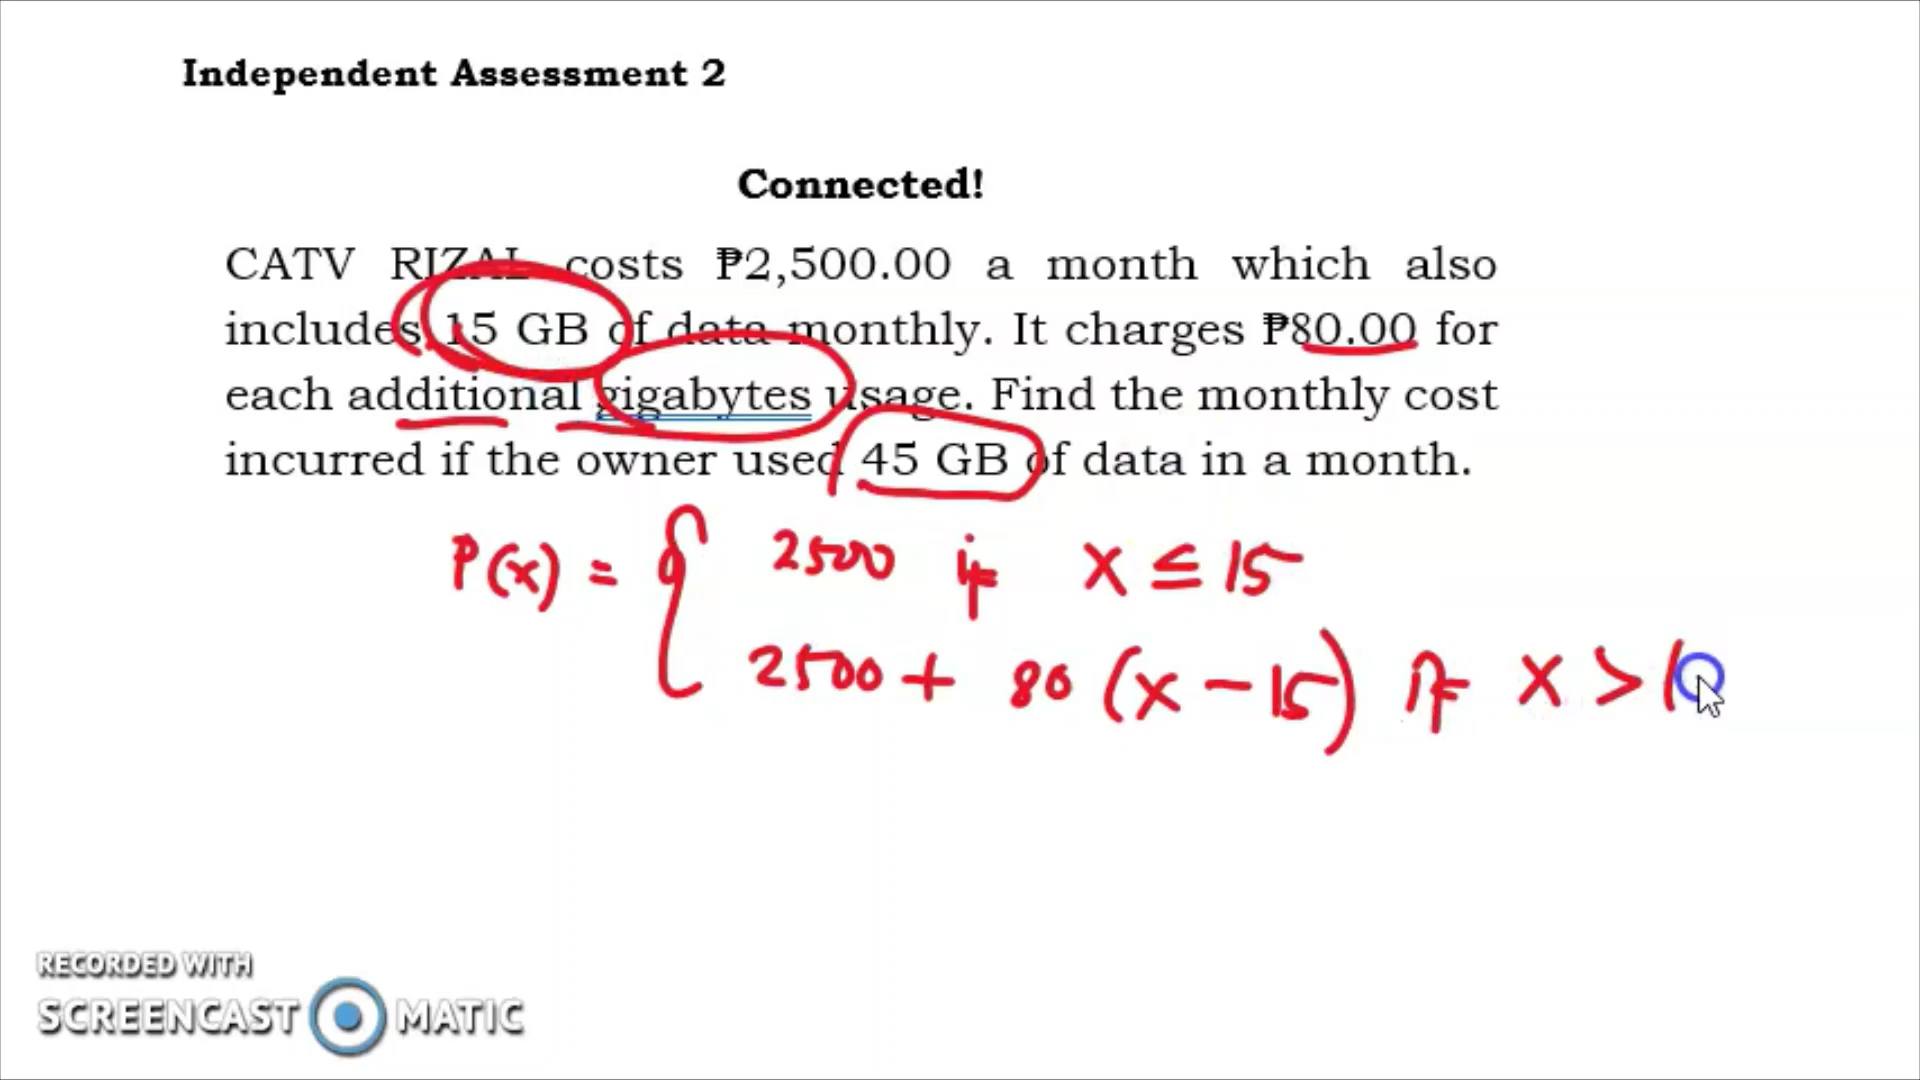 Independent Assessment 2
Connected!
CATV RIZAL costs ₱2,500.00 a month which also
includes 15 GB of data monthly. It charges ₱80.00 for
each additional gigabytes usage. Find the monthly cost
incurred if the owner used 45 GB of data in a month.
P(x) = { 2500 if x ≤ 15
2500 + 80 (x - 15) if x > 1
RECORDED WITH
SCREENCAST MATIC